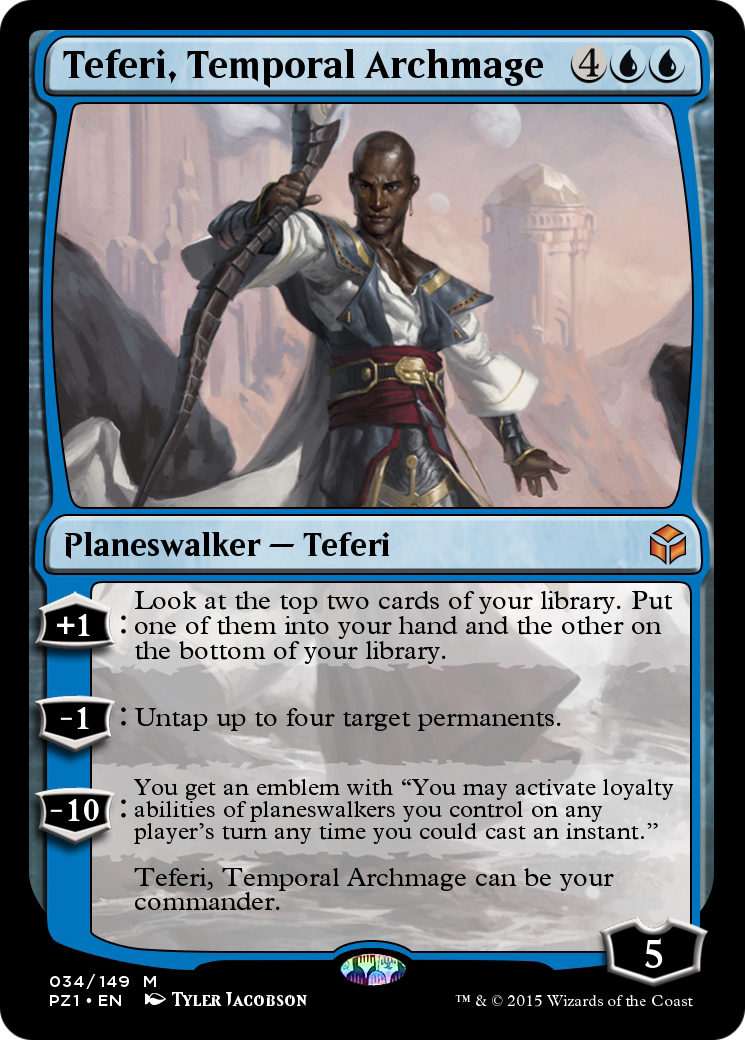 Teferi, Temporal Archmage 4
Planeswalker — Teferi
+1 : Look at the top two cards of your library. Put
one of them into your hand and the other on
the bottom of your library.
-1 : Untap up to four target permanents.
-10 : You get an emblem with “You may activate loyalty
abilities of planeswalkers you control on any
player's turn any time you could cast an instant.”
Teferi, Temporal Archmage can be your
commander.
5
034/149 M
PZ1 • EN Tyler Jacobson
™ & © 2015 Wizards of the Coast